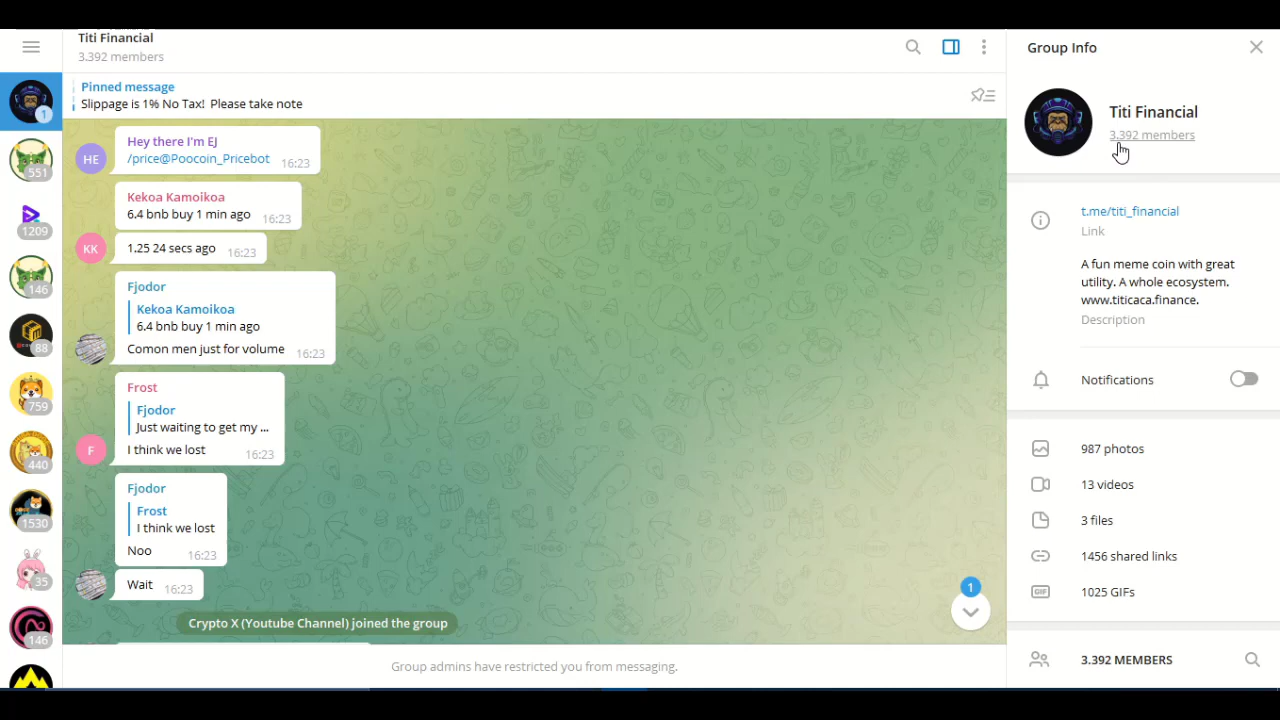 Titi Financial
3.392 members
Group Info
Pinned message
Slippage is 1% No Tax! Please take note
Titi Financial
3.392 members
1
551
1209
146
88
759
440
1530
35
146
Hey there I'm EJ
HE
/price@Poocoin_Pricebot 16:23
Kekoa Kamoikoa
6.4 bnb buy 1 min ago 16:23
KK
1.25 24 secs ago 16:23
Fjodor
Kekoa Kamoikoa
6.4 bnb buy 1 min ago
Comon men just for volume 16:23
Frost
Fjodor
Just waiting to get my ...
F
I think we lost 16:23
Fjodor
Frost
I think we lost
Noo 16:23
Wait 16:23
Crypto X (Youtube Channel) joined the group
1
Group admins have restricted you from messaging.
t.me/titi_financial
Link
A fun meme coin with great
utility. A whole ecosystem.
www.titicaca.finance.
Description
Notifications
987 photos
13 videos
3 files
1456 shared links
GIF
1025 GIFs
3.392 MEMBERS